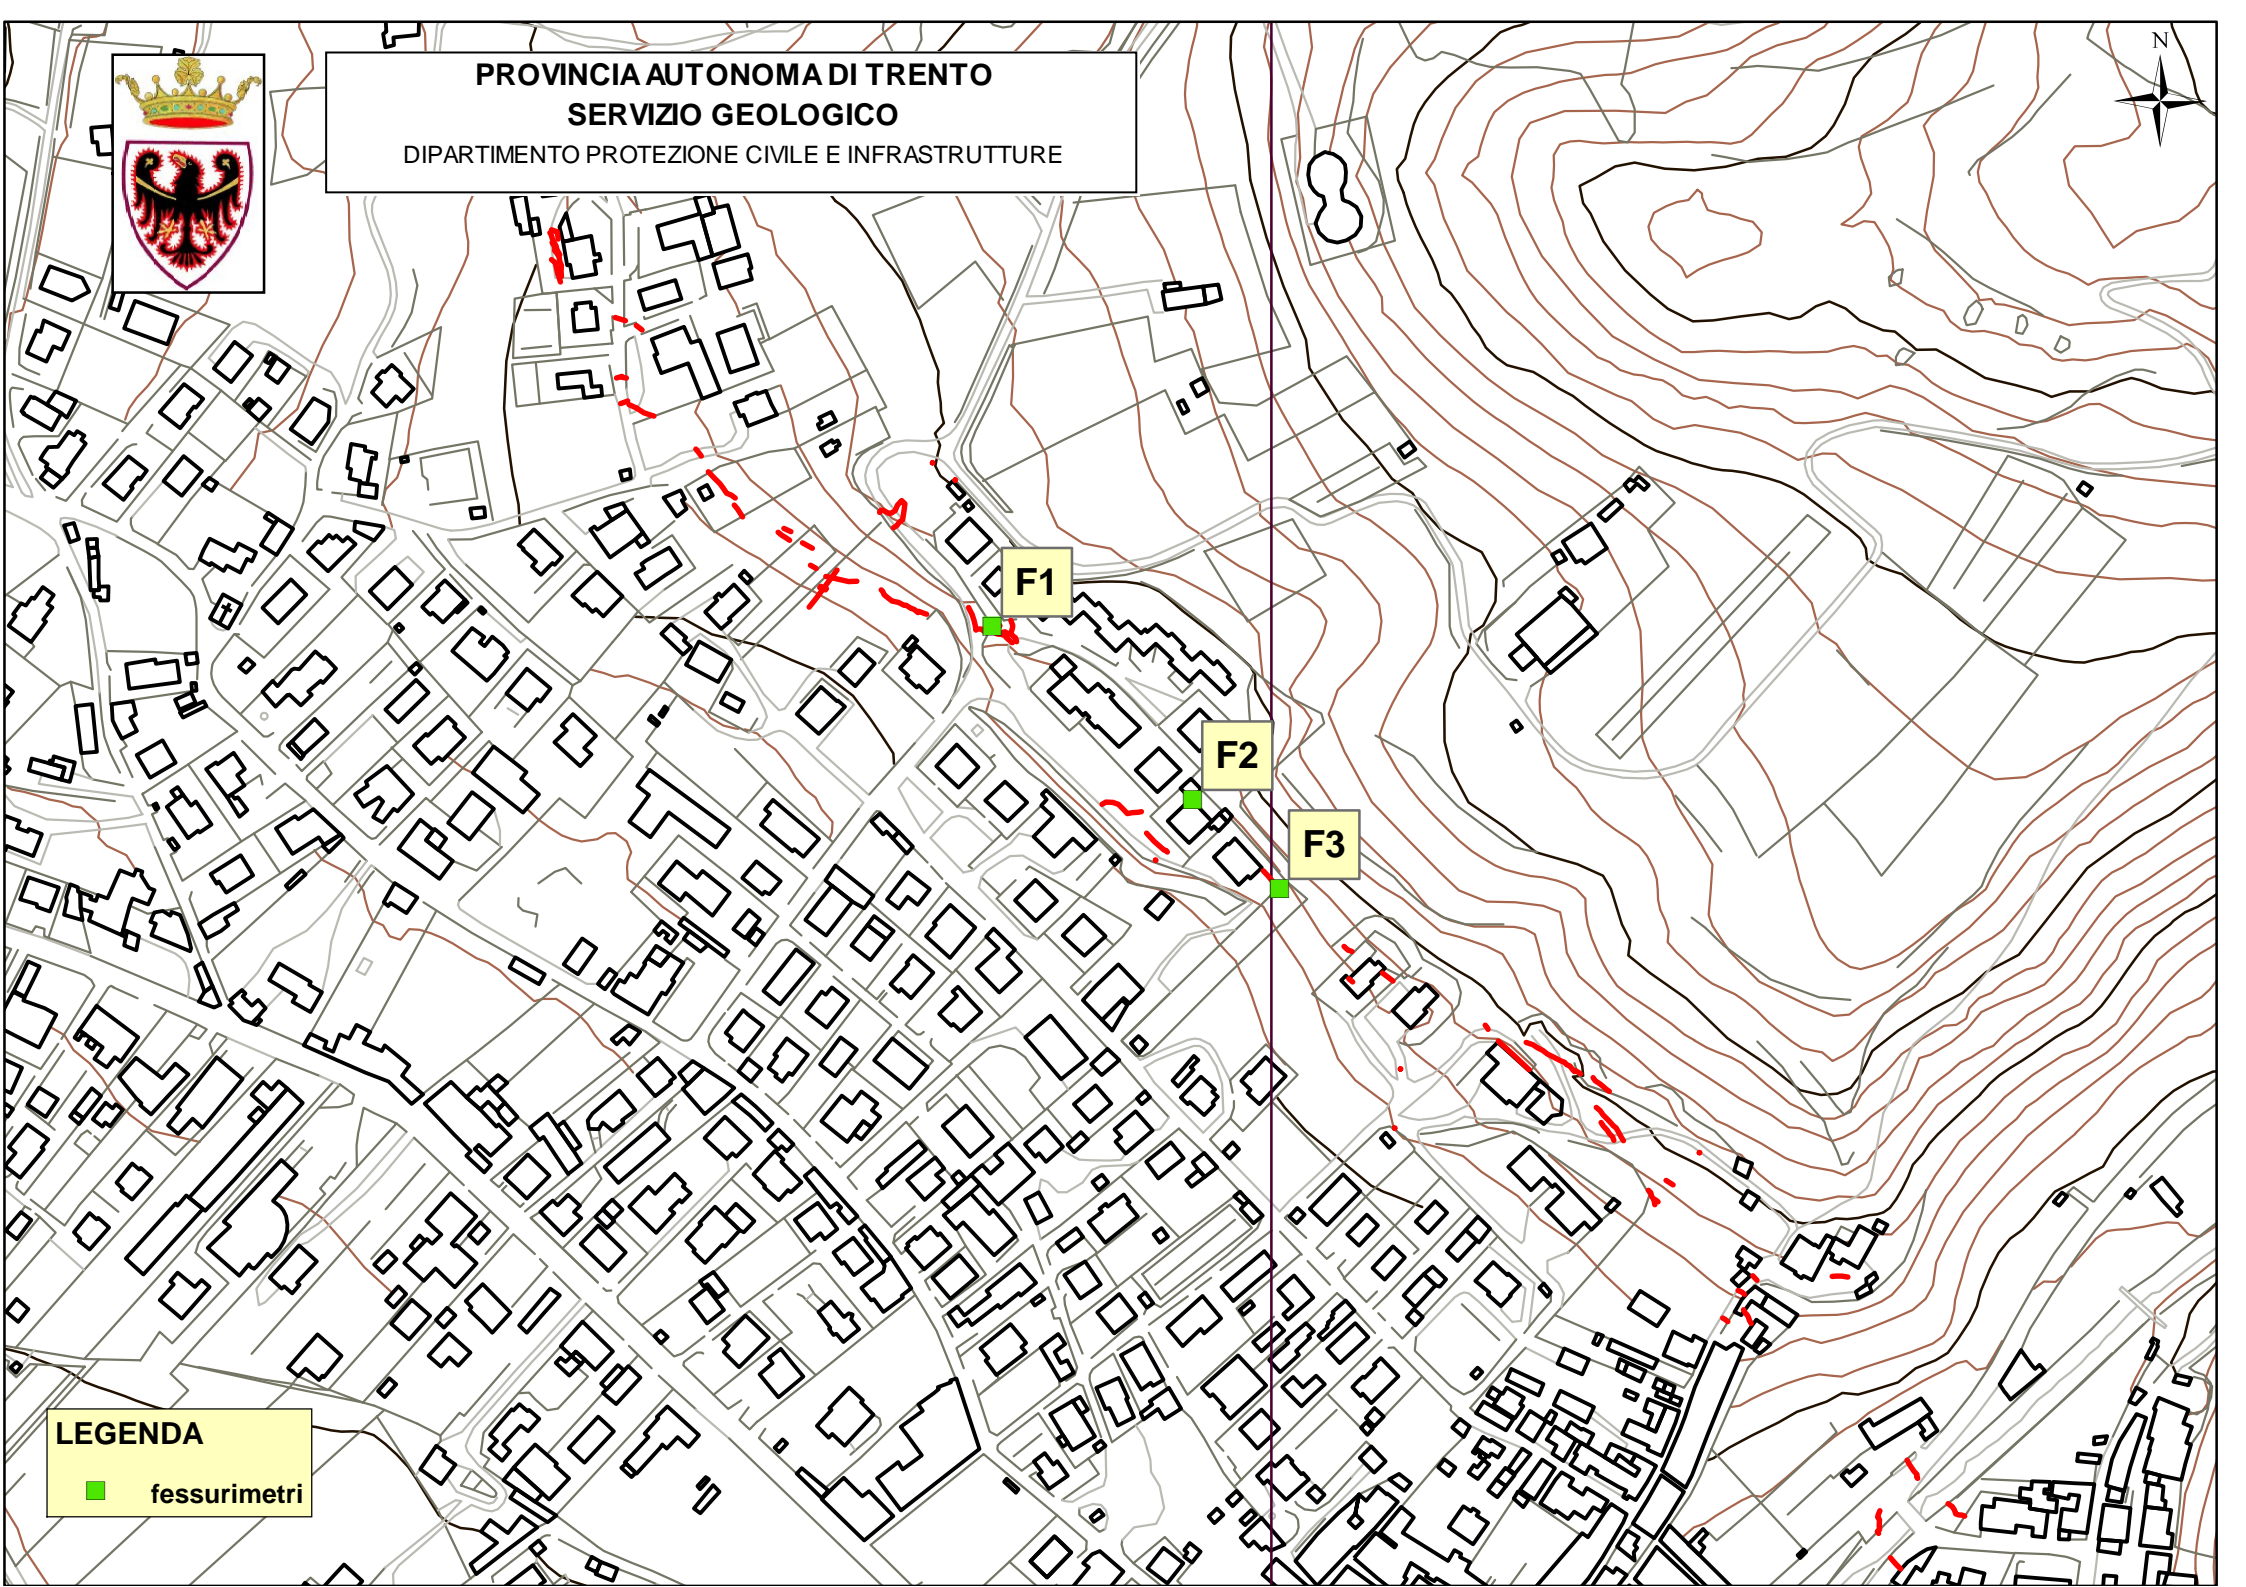 PROVINCIA AUTONOMA DI TRENTO
SERVIZIO GEOLOGICO
DIPARTIMENTO PROTEZIONE CIVILE E INFRASTRUTTURE
N
F1
F2
F3
LEGENDA
fessurimetri